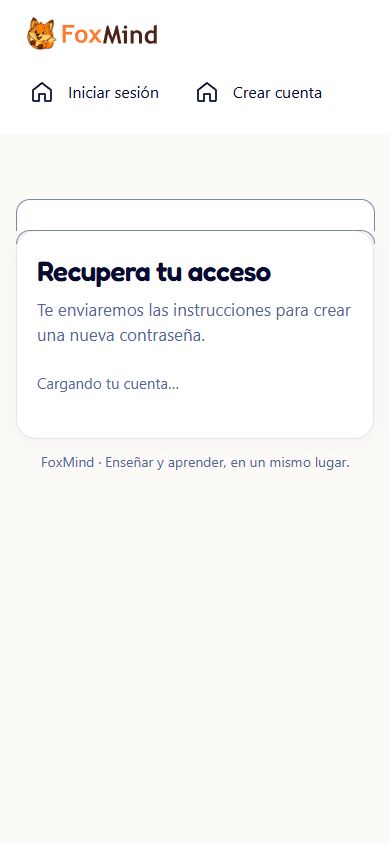 FoxMind
Iniciar sesión
Crear cuenta
Recupera tu acceso
Te enviaremos las instrucciones para crear
una nueva contraseña.
Cargando tu cuenta...
FoxMind · Enseñar y aprender, en un mismo lugar.